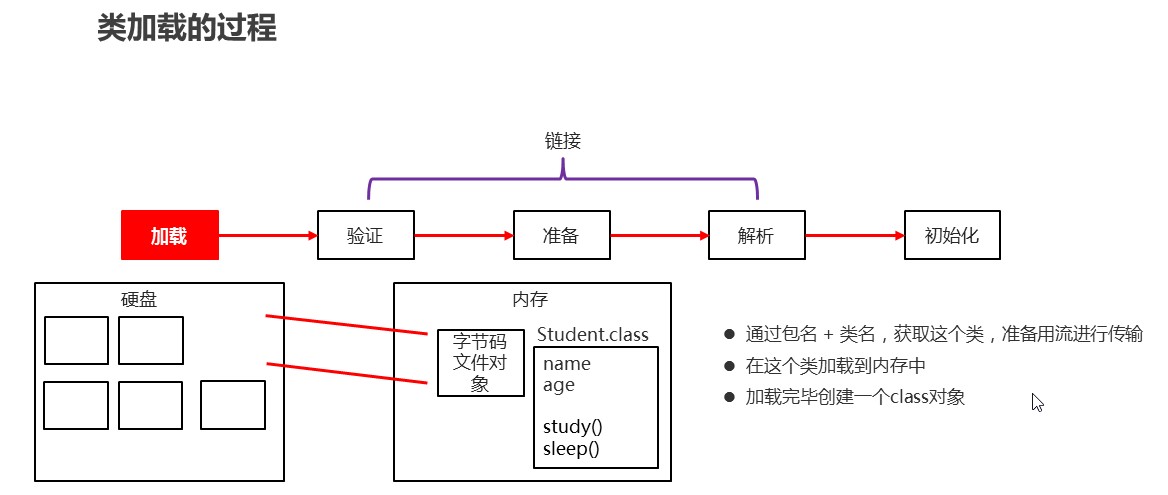 类加载的过程
链接
加载
验证
准备
解析
初始化
硬盘
内存
字节码
文件对
象
Student.class
name
age
study()
sleep()
● 通过包名 + 类名，获取这个类，准备用流进行传输
● 在这个类加载到内存中
● 加载完毕创建一个class对象